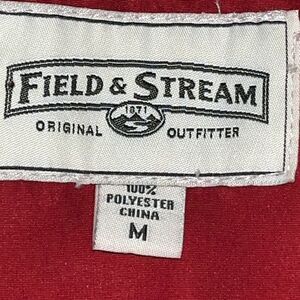 FIELD & STREAM
1871
ORIGINAL OUTFITTER
100%
POLYESTER
CHINA
M